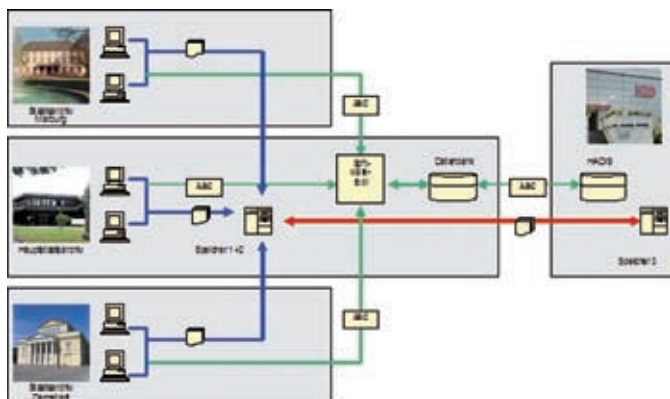 Staatsarchiv
Marburg
ABC
Datenbank
HADIS
ABC
ABC
Hauptstaatsarchiv
Speicher 1+2
Speicher 3
ABC
Staatsarchiv
Darmstadt